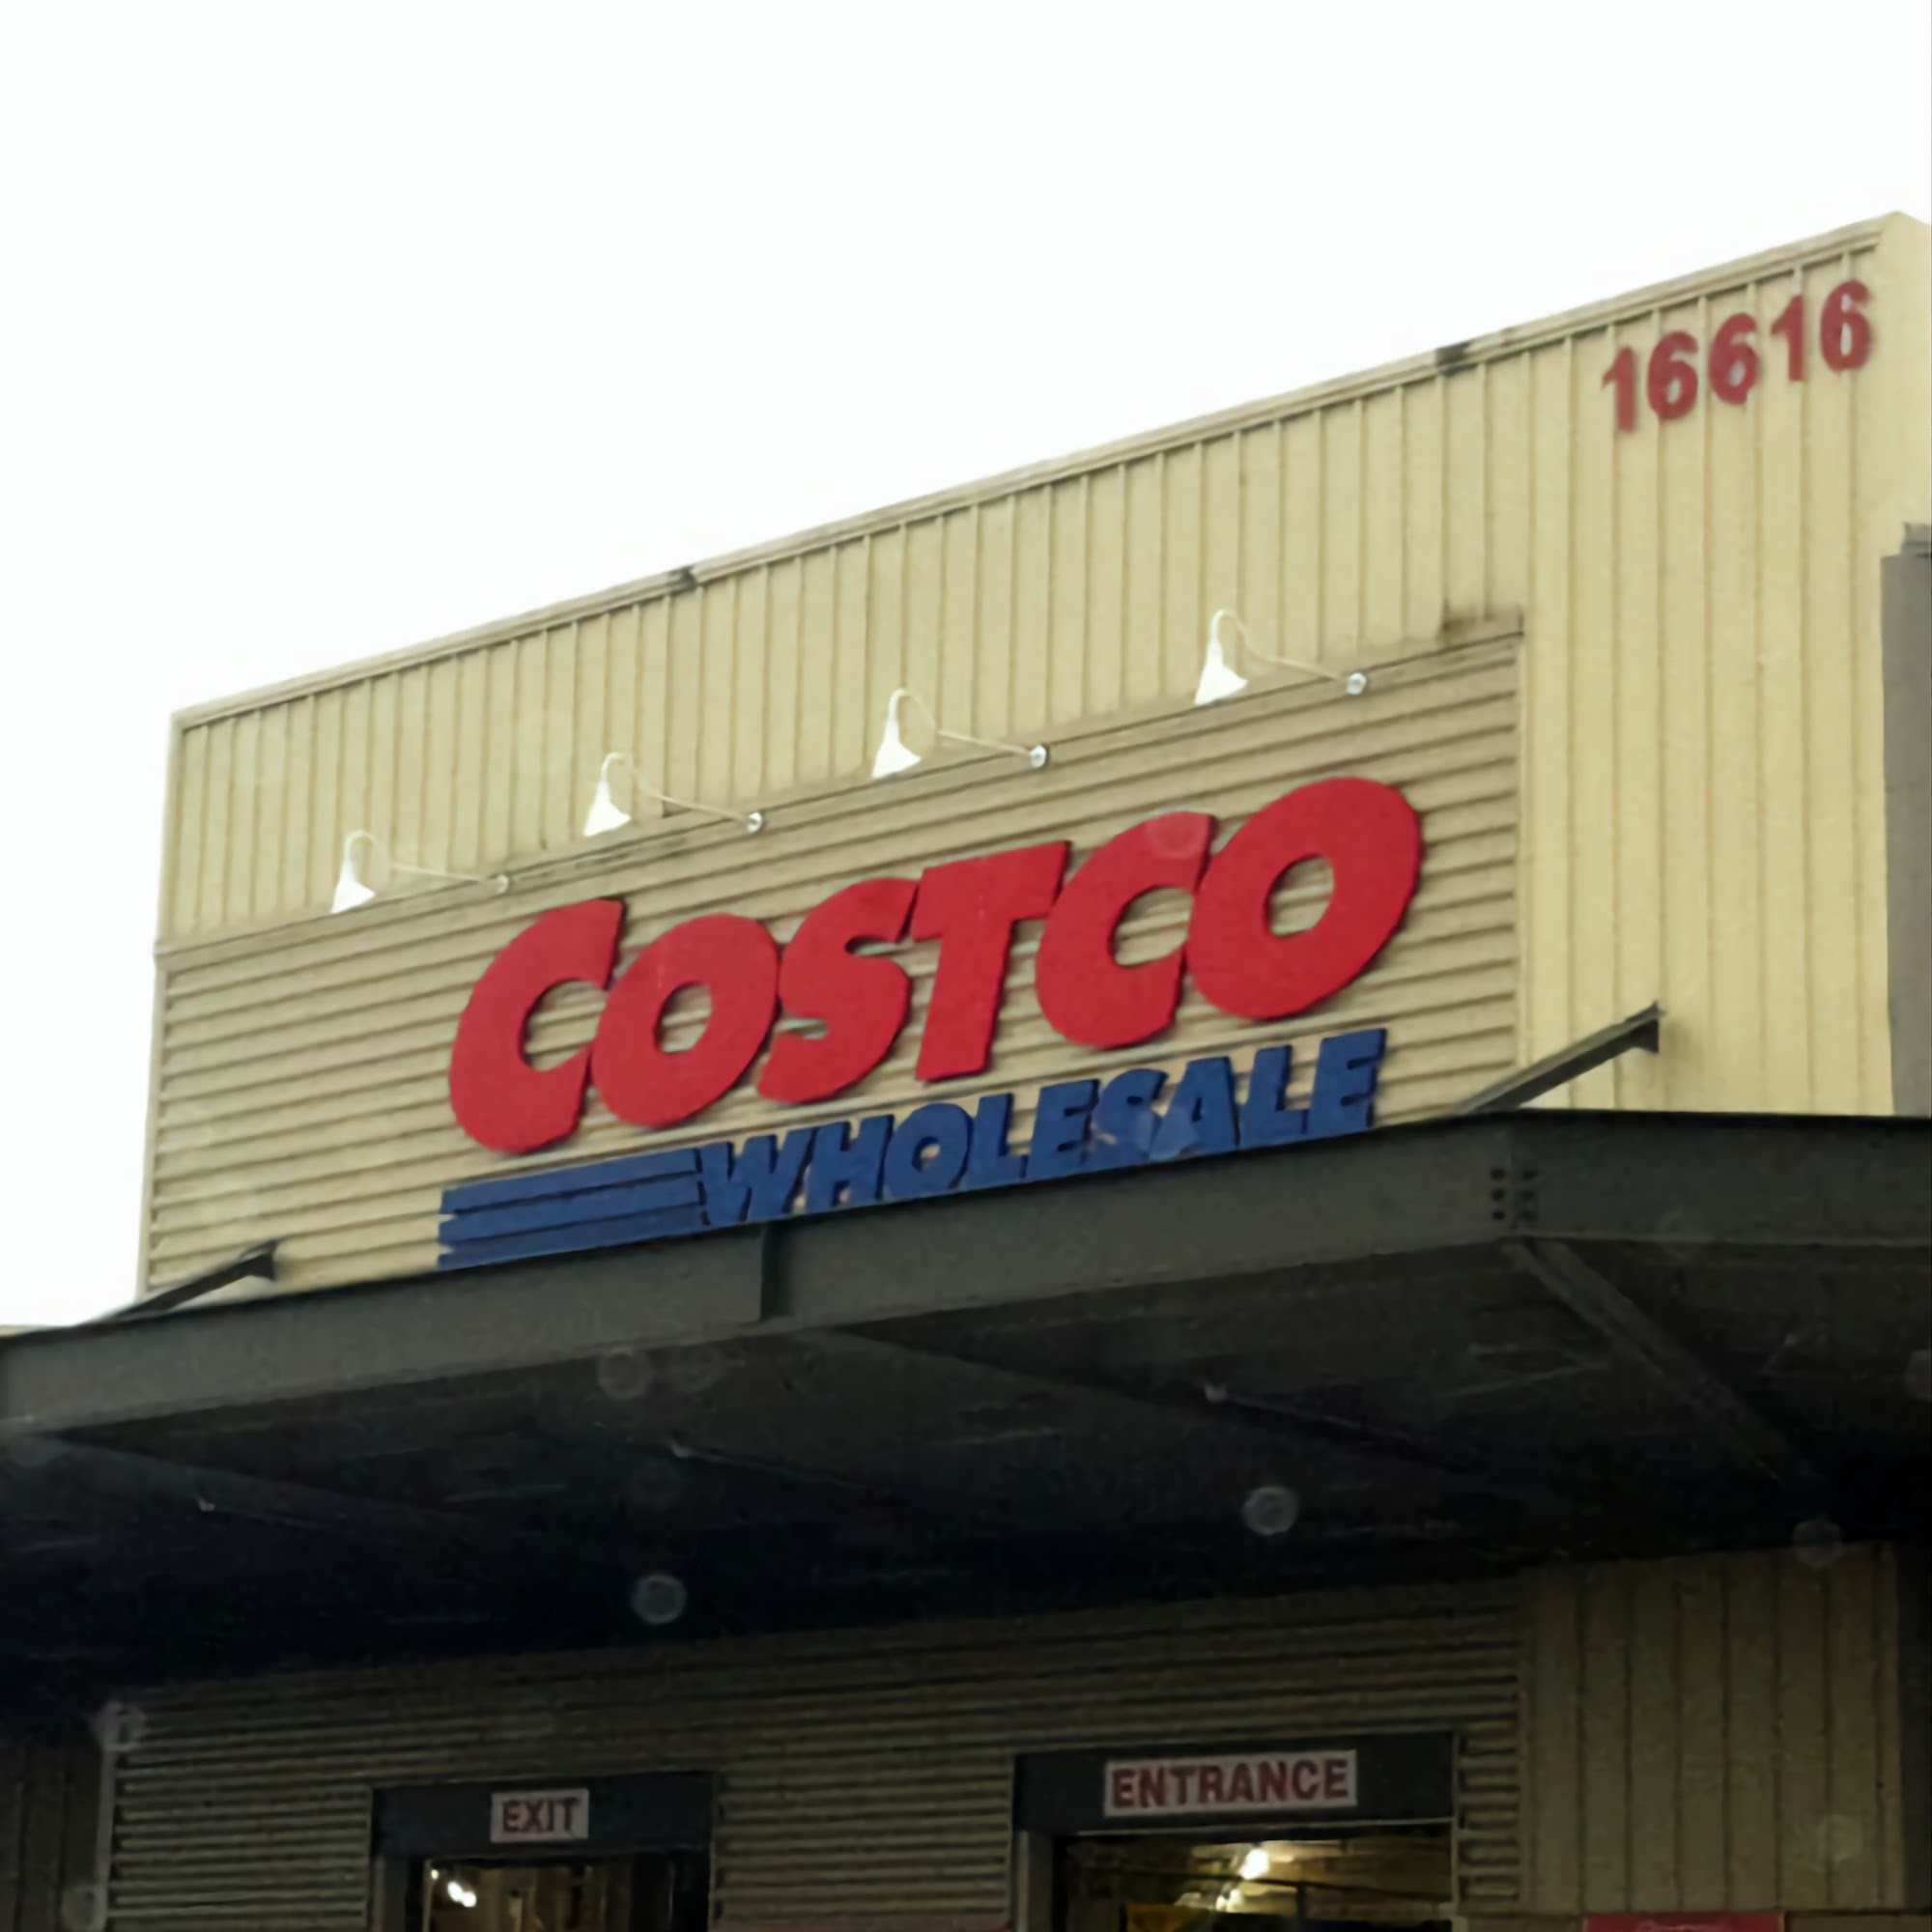 16616
COSTCO
WHOLESALE
EXIT
ENTRANCE